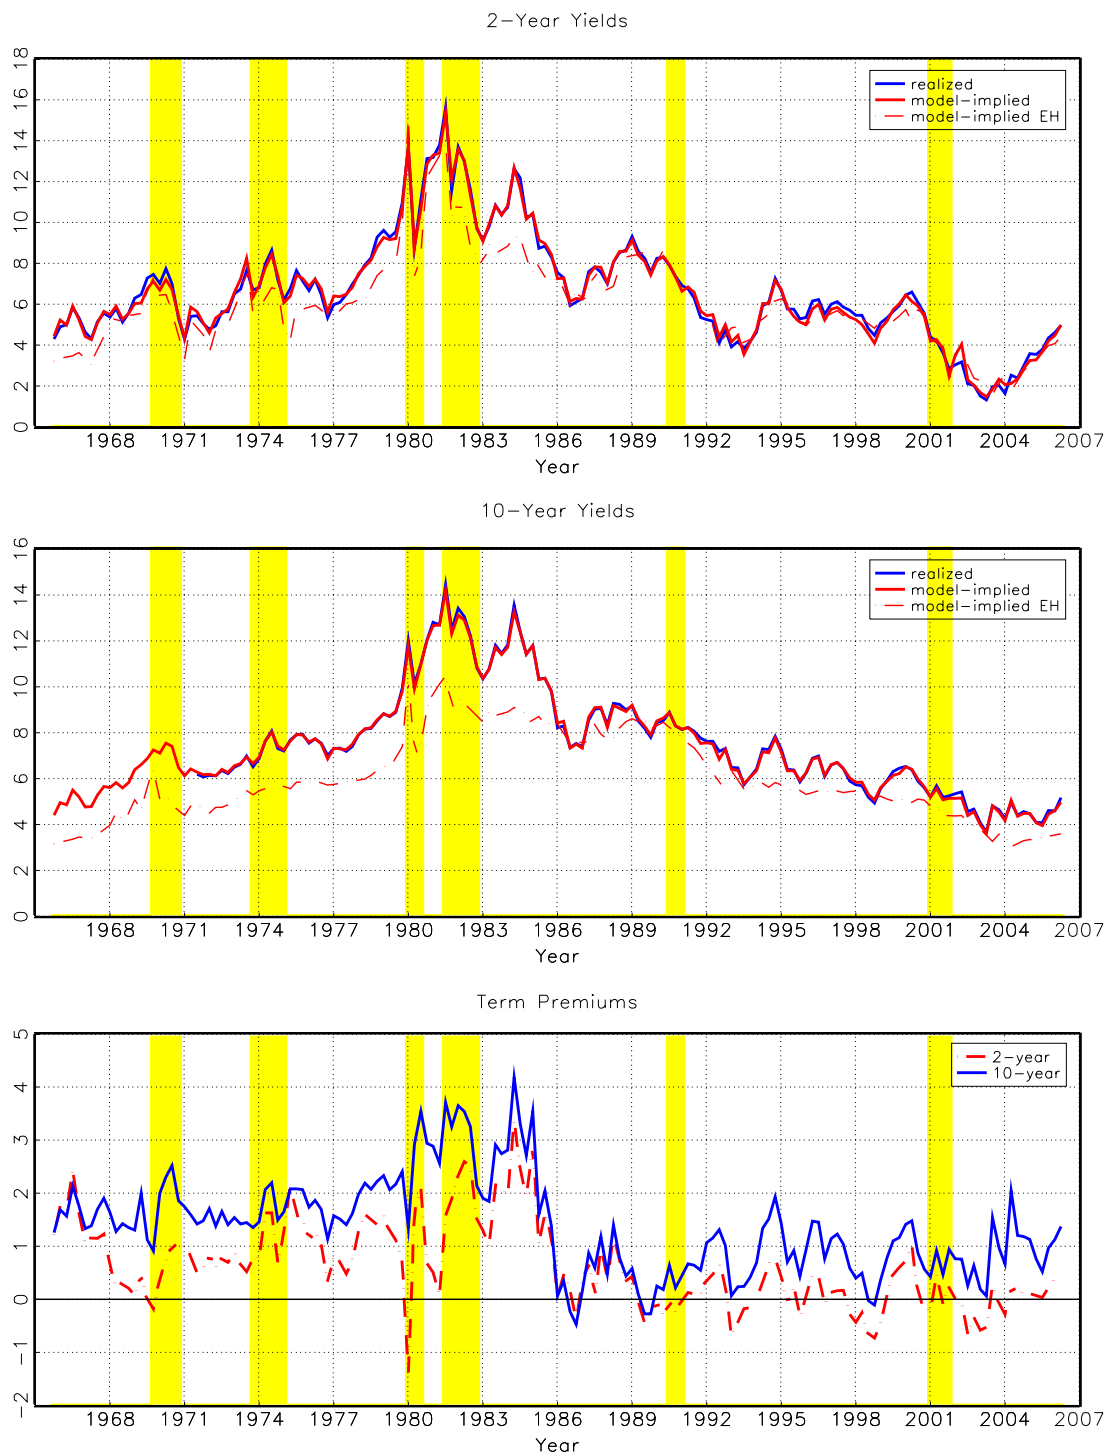 2-Year Yields
18
16
14
12
10
8
6
4
2
0
realized
model-implied
model-implied EH
1968 1971 1974 1977 1980 1983 1986 1989 1992 1995 1998 2001 2004 2007
Year
10-Year Yields
16
14
12
10
8
6
4
2
0
realized
model-implied
model-implied EH
1968 1971 1974 1977 1980 1983 1986 1989 1992 1995 1998 2001 2004 2007
Year
Term Premiums
5
4
3
2
1
0
-1
-2
2-year
10-year
1968 1971 1974 1977 1980 1983 1986 1989 1992 1995 1998 2001 2004 2007
Year